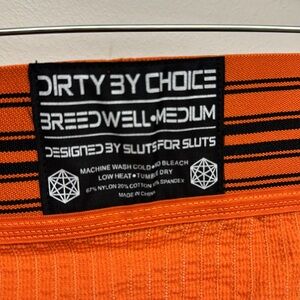 DIRTY BY CHOICE
BREEDWELL•MEDIUM
DESIGNED BY SLUTS FOR SLUTS
MACHINE WASH COLD•NO BLEACH
LOW HEAT•TUMBLE DRY
67% NYLON 20% COTTON SPANDEX
MADE IN CHINA